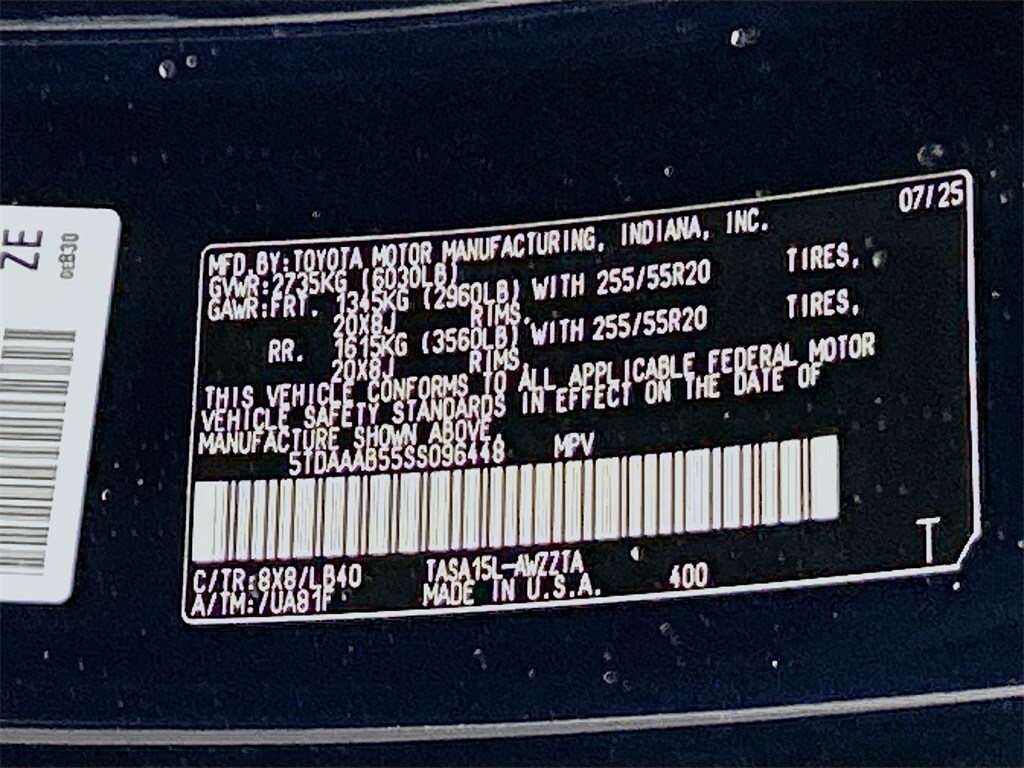 ZE
0EB30
07/25
MFD.BY:TOYOTA MOTOR MANUFACTURING, INDIANA, INC.
GVWR:2735KG (6030LB)
GAWR:FRT. 1345KG (2960LB) WITH 255/55R20 TIRES,
20X8J RIMS,
RR. 1615KG (3560LB) WITH 255/55R20 TIRES,
20X8J RIMS
THIS VEHICLE CONFORMS TO ALL APPLICABLE FEDERAL MOTOR
VEHICLE SAFETY STANDARDS IN EFFECT ON THE DATE OF
MANUFACTURE SHOWN ABOVE.
5TDAAAB55SS096448 MPV
C/TR:8X8/LB40 TASA15L-AWZZTA
A/TM:/UA81F MADE IN U.S.A. 400
T